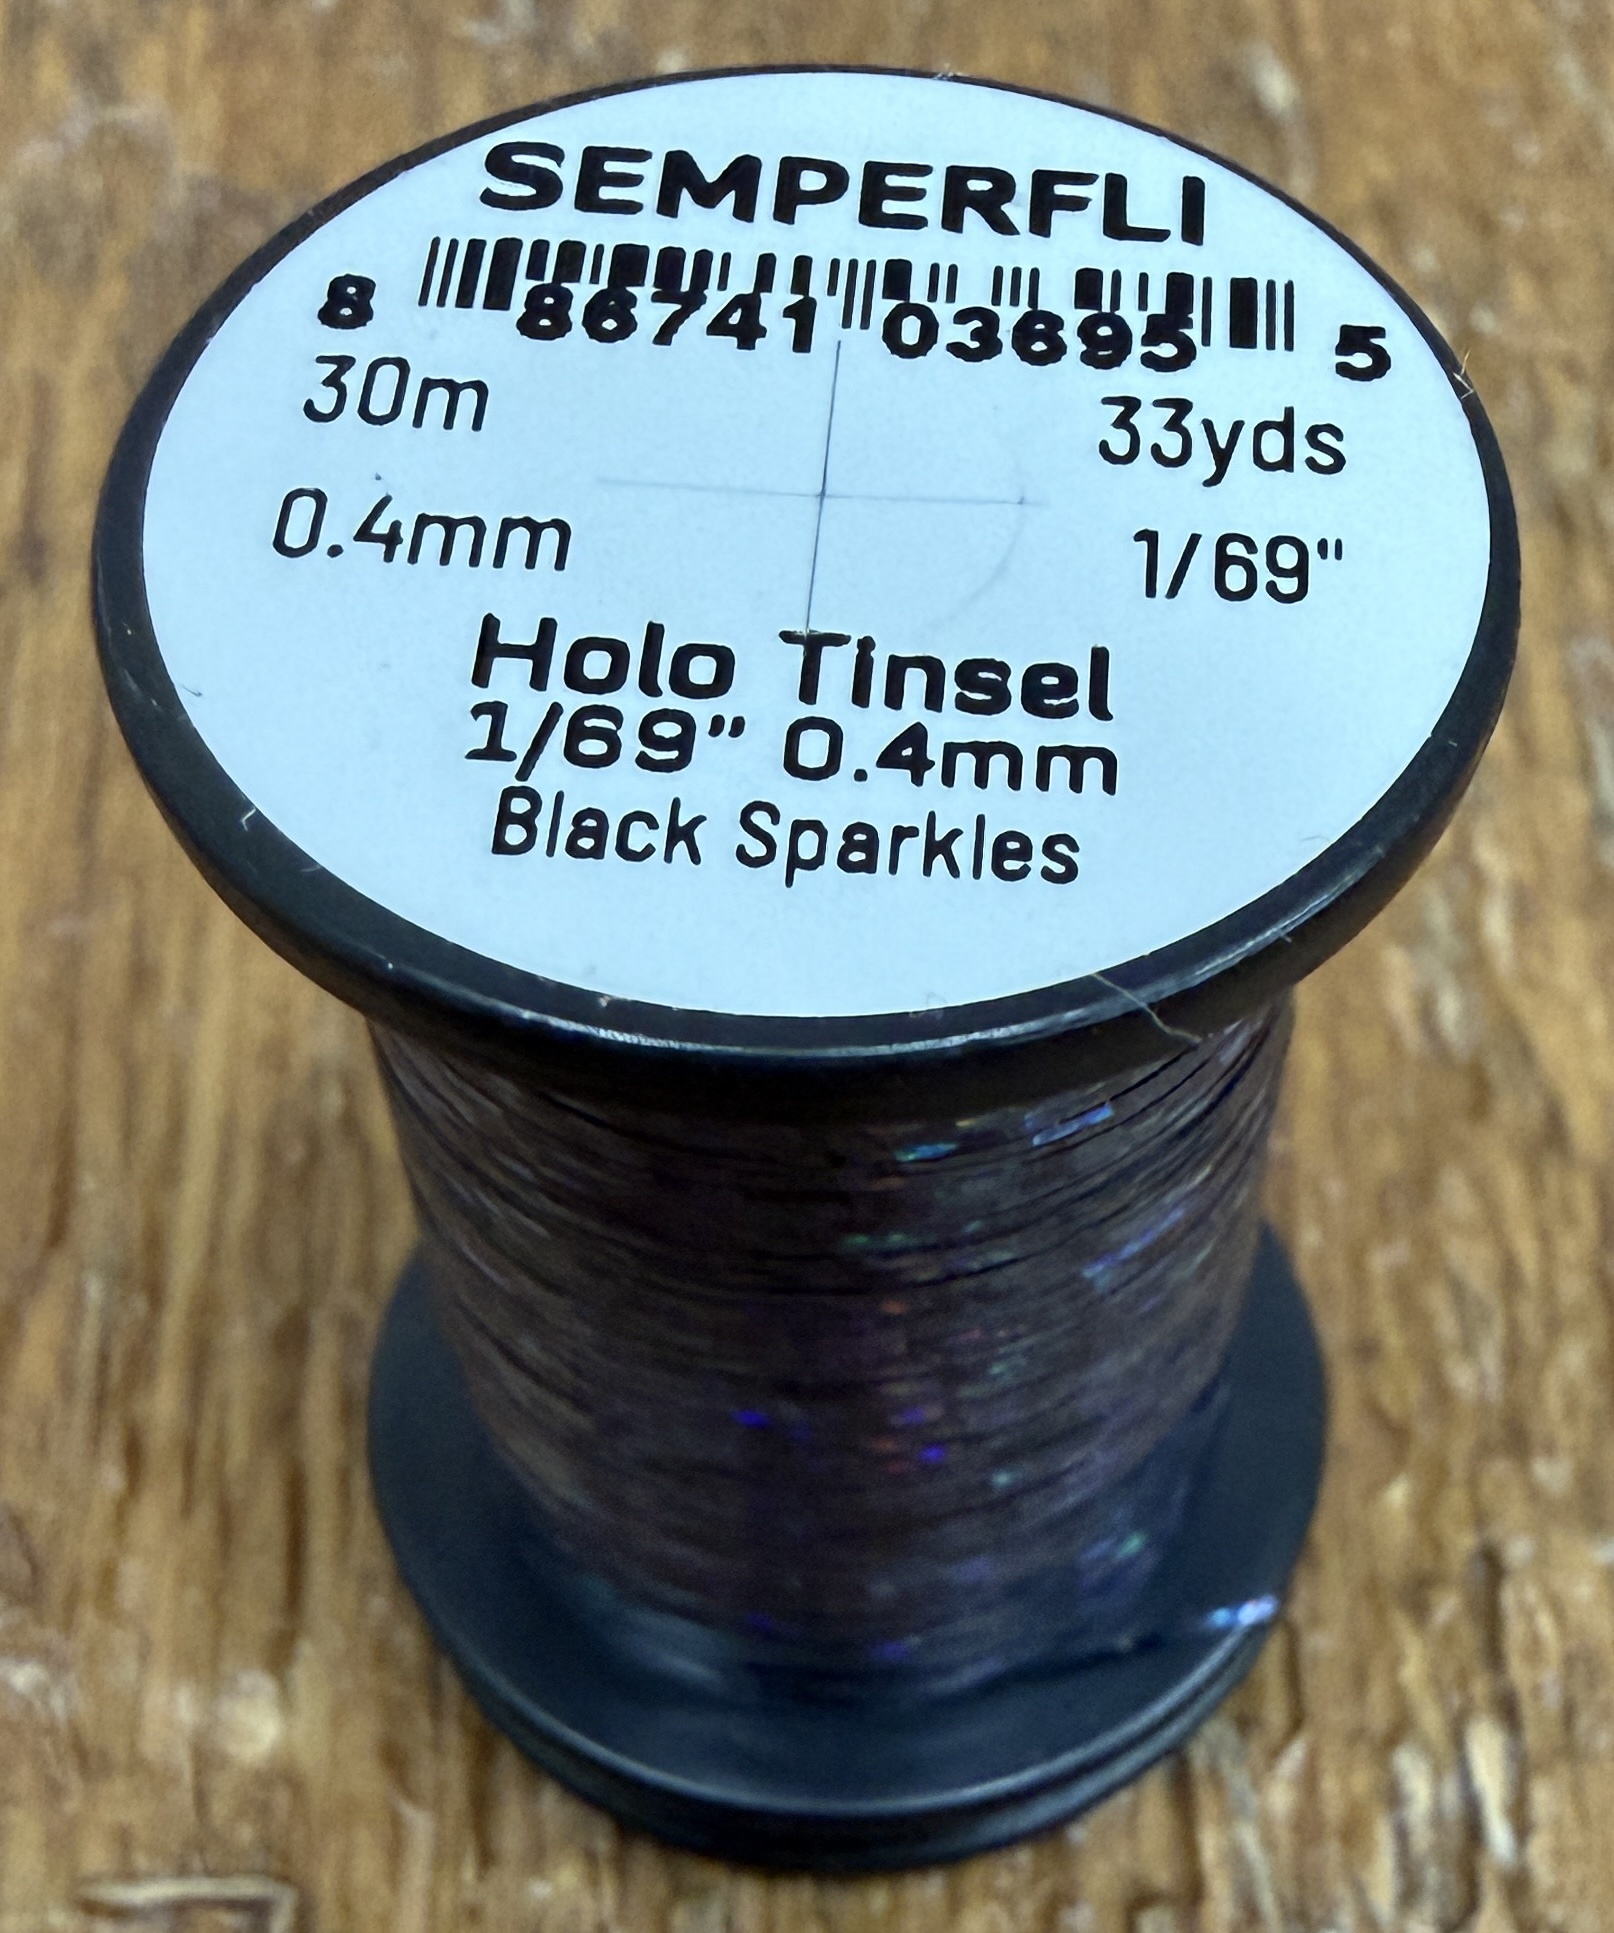 SEMPERFLI
8 86741 03695 5
30m 33yds
0.4mm 1/69"
Holo Tinsel
1/69” 0.4mm
Black Sparkles